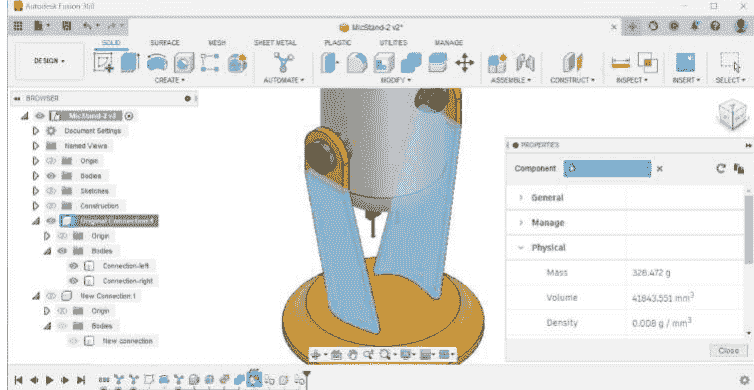 Autodesk Fusion 360
MicStand-2 v2*
DESIGN
SOLID SURFACE MESH SHEET METAL PLASTIC UTILITIES MANAGE
CREATE AUTOMATE MODIFY ASSEMBLE CONSTRUCT INSPECT INSERT SELECT
BROWSER
MicStand-2 v2
Document Settings
Named Views
Origin
Bodies
Sketches
Construction
Origin
Bodies
Connection-left
Connection-right
New Connection:1
Origin
Bodies
New connection
PROPERTIES
Component
General
Manage
Physical
Mass 328.472 g
Volume 41843.551 mm3
Density 0.008 g / mm3
Close